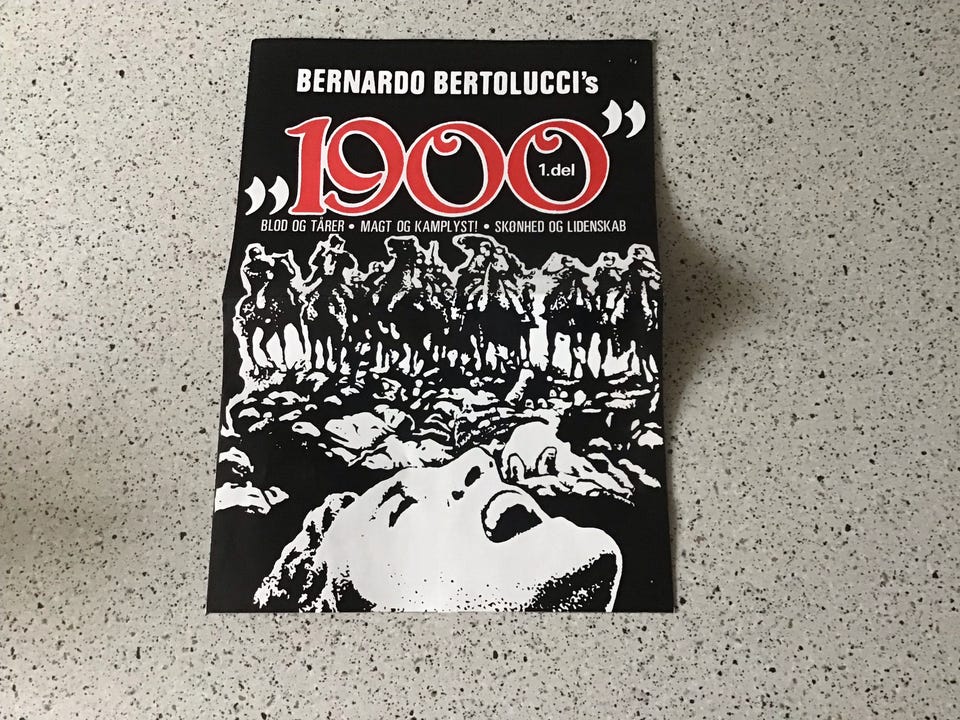 BERNARDO BERTOLUCCI's
„1900”
1.del
BLOD OG TÅRER • MAGT OG KAMPLYST! • SKØNHED OG LIDENSKAB